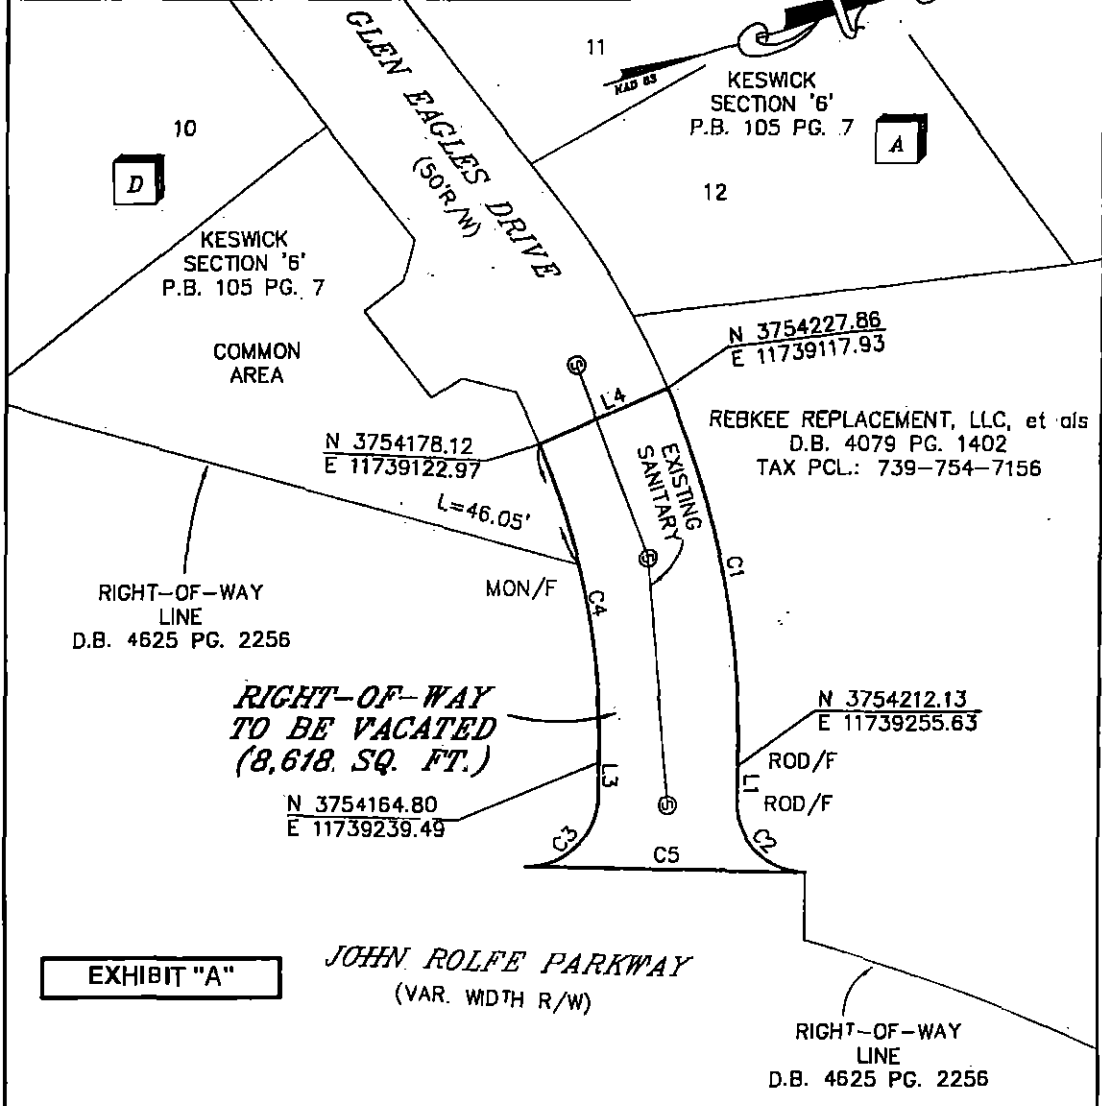 GLEN EAGLES DRIVE
(50'R/W)
11
NAD 83
KESWICK
SECTION '6'
P.B. 105 PG. 7
A
10
D
12
KESWICK
SECTION '6'
P.B. 105 PG. 7
COMMON
AREA
N 3754227.86
E 11739117.93
L4
REBKEE REPLACEMENT, LLC, et als
D.B. 4079 PG. 1402
TAX PCL.: 739-754-7156
N 3754178.12
E 11739122.97
EXISTING
SANITARY
S
S
S
L=46.05'
MON/F
C1
C4
RIGHT-OF-WAY
LINE
D.B. 4625 PG. 2256
RIGHT-OF-WAY
TO BE VACATED
(8,618. SQ. FT.)
N 3754212.13
E 11739255.63
ROD/F
L1
ROD/F
L3
N 3754164.80
E 11739239.49
C3
C2
C5
EXHIBIT "A"
JOHN ROLFE PARKWAY
(VAR. WIDTH R/W)
RIGHT-OF-WAY
LINE
D.B. 4625 PG. 2256